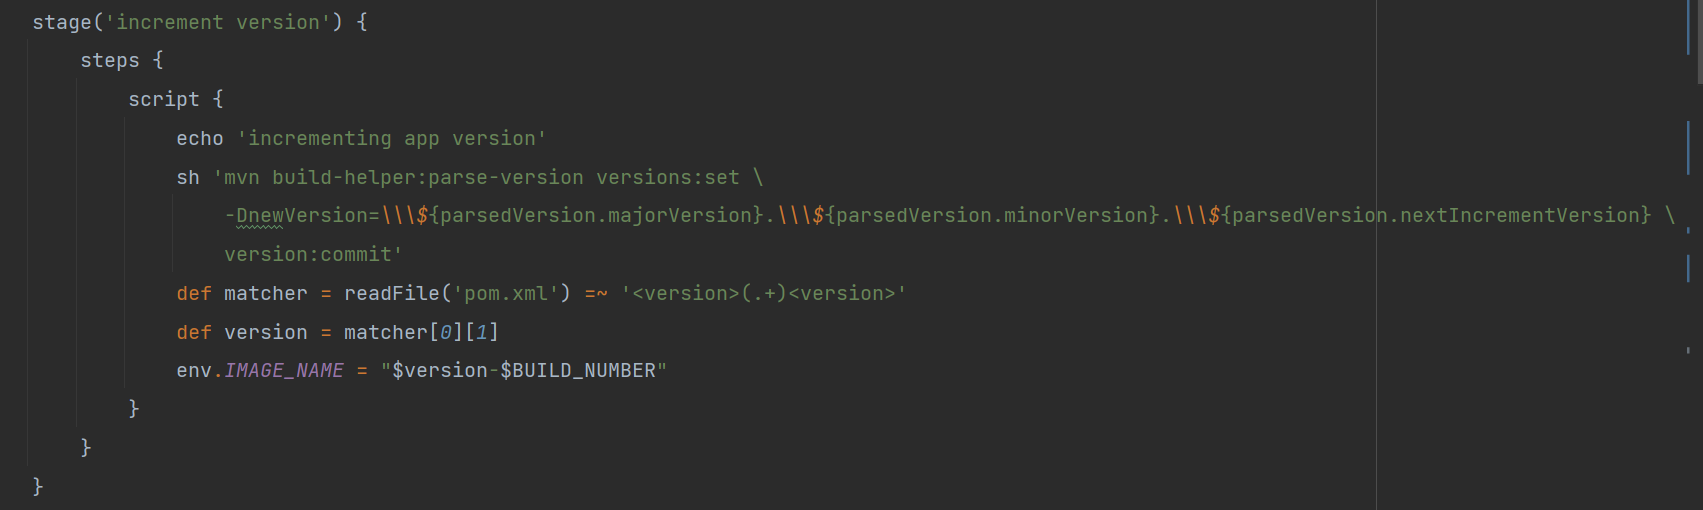 stage('increment version') {
steps {
script {
echo 'incrementing app version'
sh 'mvn build-helper:parse-version versions:set \
-DnewVersion=\\\${parsedVersion.majorVersion}.\\\${parsedVersion.minorVersion}.\\\${parsedVersion.nextIncrementVersion} \
version:commit'
def matcher = readFile('pom.xml') =~ '<version>(.+)<version>'
def version = matcher[0][1]
env.IMAGE_NAME = "$version-$BUILD_NUMBER"
}
}
}